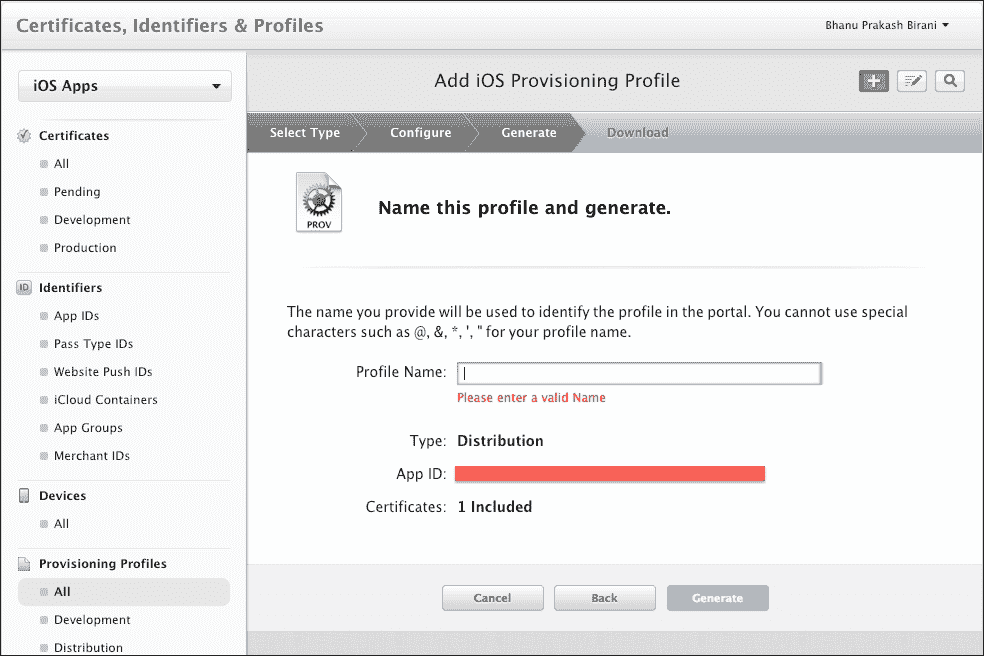 Certificates, Identifiers & Profiles
Bhanu Prakash Birani
iOS Apps
Certificates
All
Pending
Development
Production
ID Identifiers
App IDs
Pass Type IDs
Website Push IDs
iCloud Containers
App Groups
Merchant IDs
Devices
All
Provisioning Profiles
All
Development
Distribution
Add iOS Provisioning Profile
Select Type
Configure
Generate
Download
PROV
Name this profile and generate.
The name you provide will be used to identify the profile in the portal. You cannot use special
characters such as @, &, *, ', " for your profile name.
Profile Name:
Please enter a valid Name
Type: Distribution
App ID:
Certificates: 1 Included
Cancel
Back
Generate